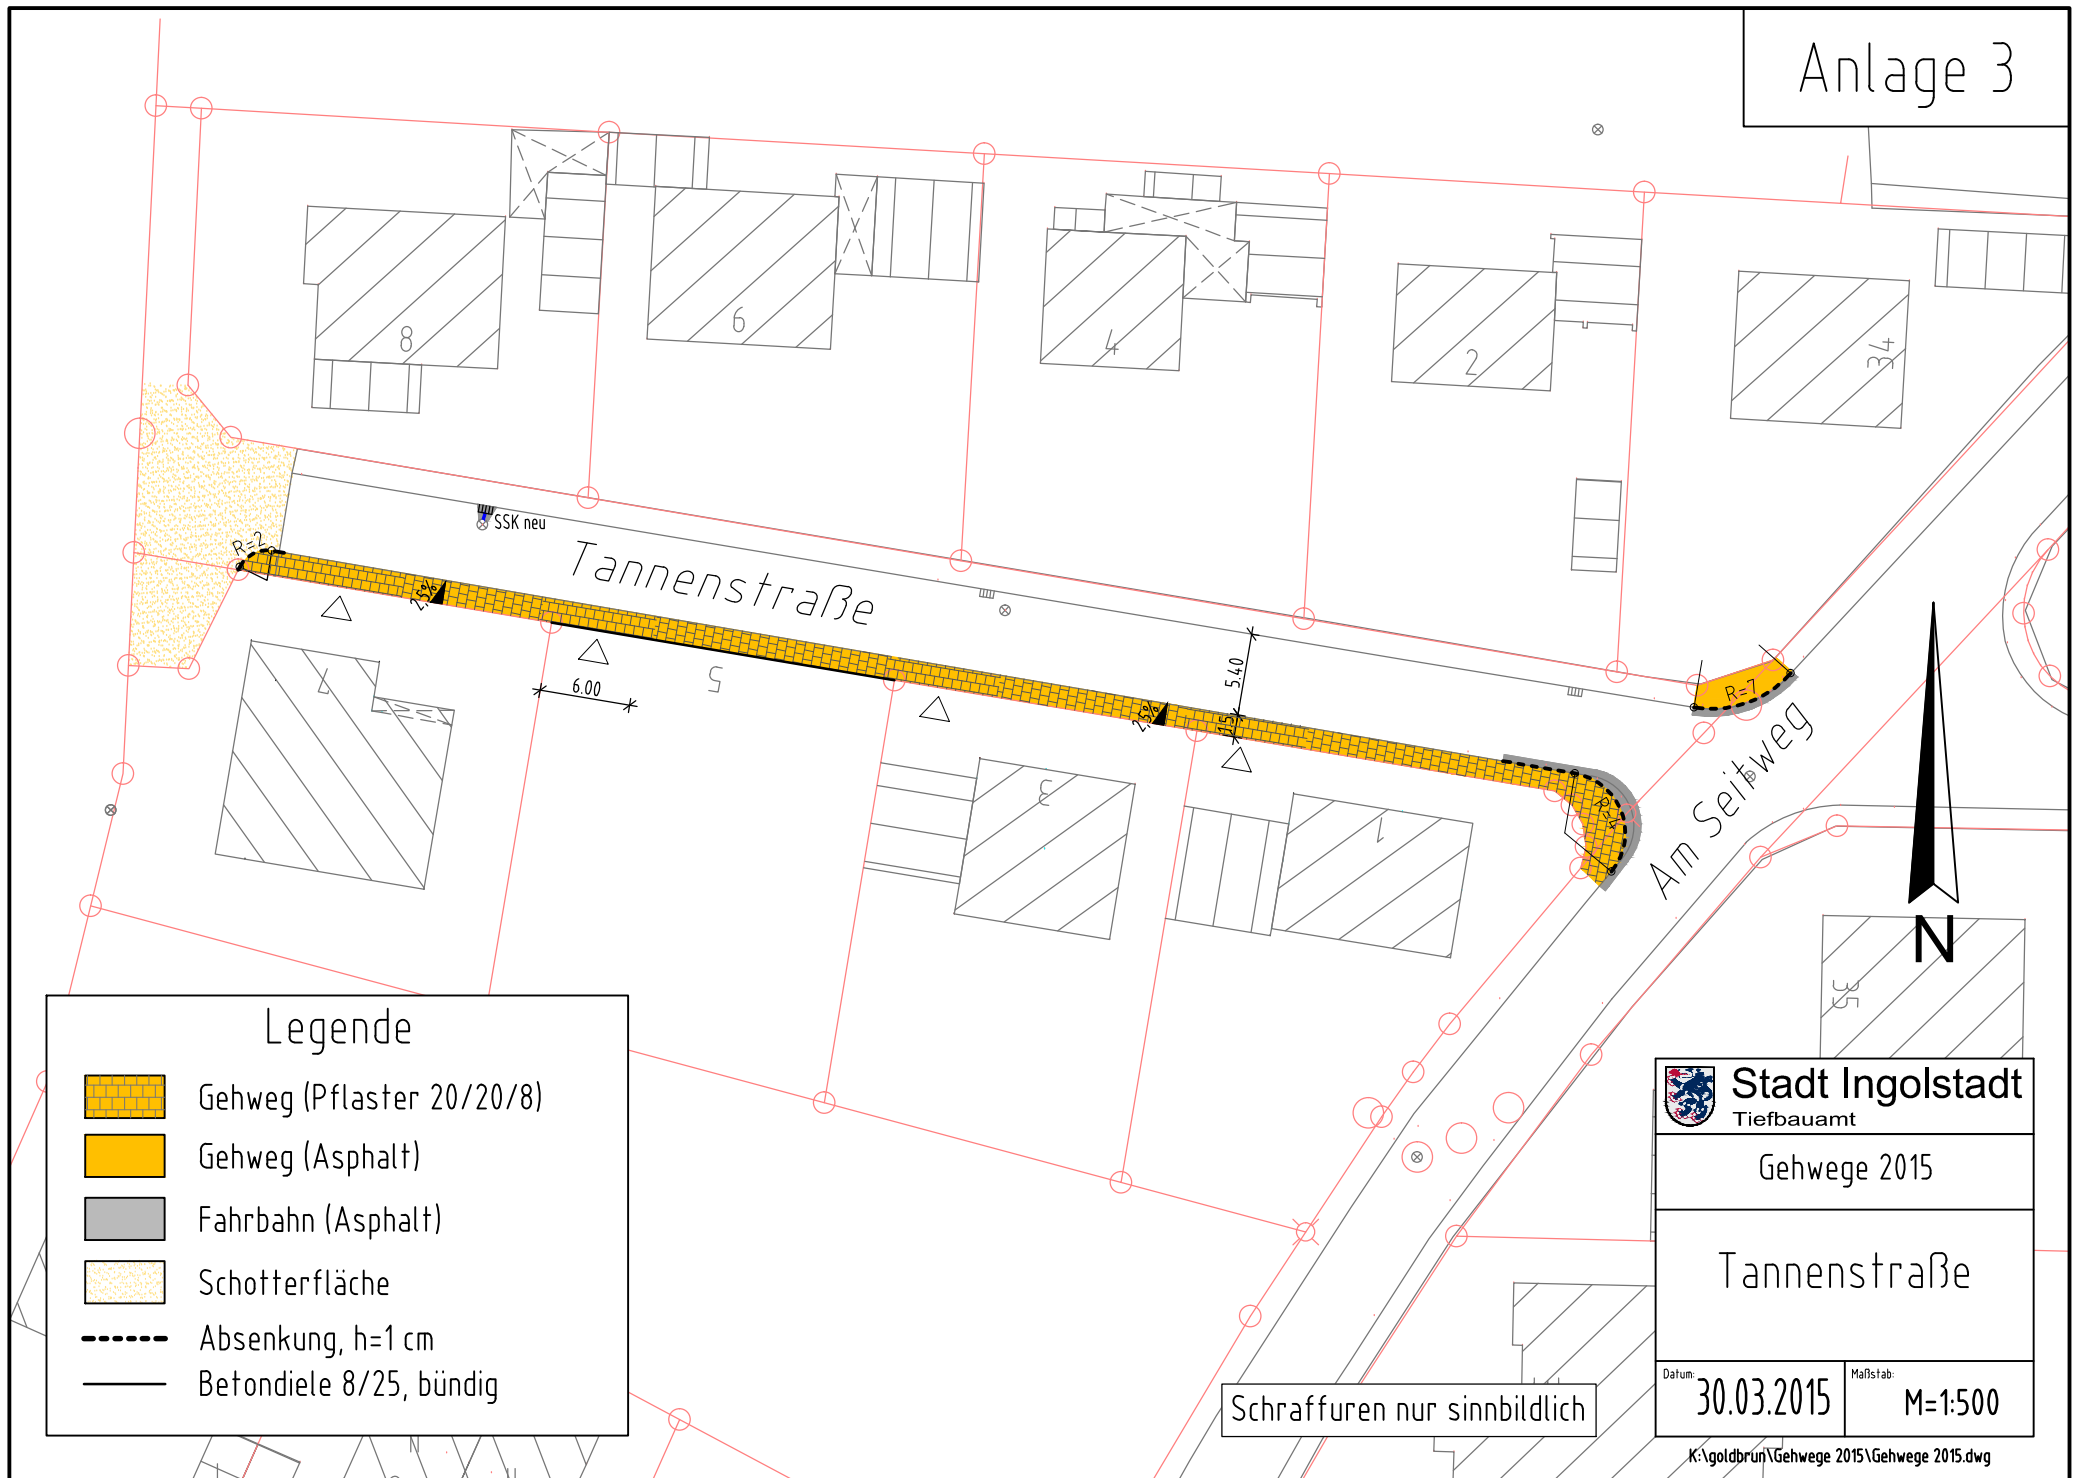 Anlage 3
8
6
4
2
34
SSK neu
R=2
Tannenstraße
2,5%
7
5
6.00
5.40
2,5%
1.5
R=7
R=4
Am Seitweg
3
1
N
35
Legende
Gehweg (Pflaster 20/20/8)
Gehweg (Asphalt)
Fahrbahn (Asphalt)
Schotterfläche
Absenkung, h=1 cm
Betondiele 8/25, bündig
Schraffuren nur sinnbildlich
Stadt Ingolstadt
Tiefbauamt
Gehwege 2015
Tannenstraße
Datum: 30.03.2015
Maßstab: M=1:500
K:\goldbrun\Gehwege 2015\Gehwege 2015.dwg